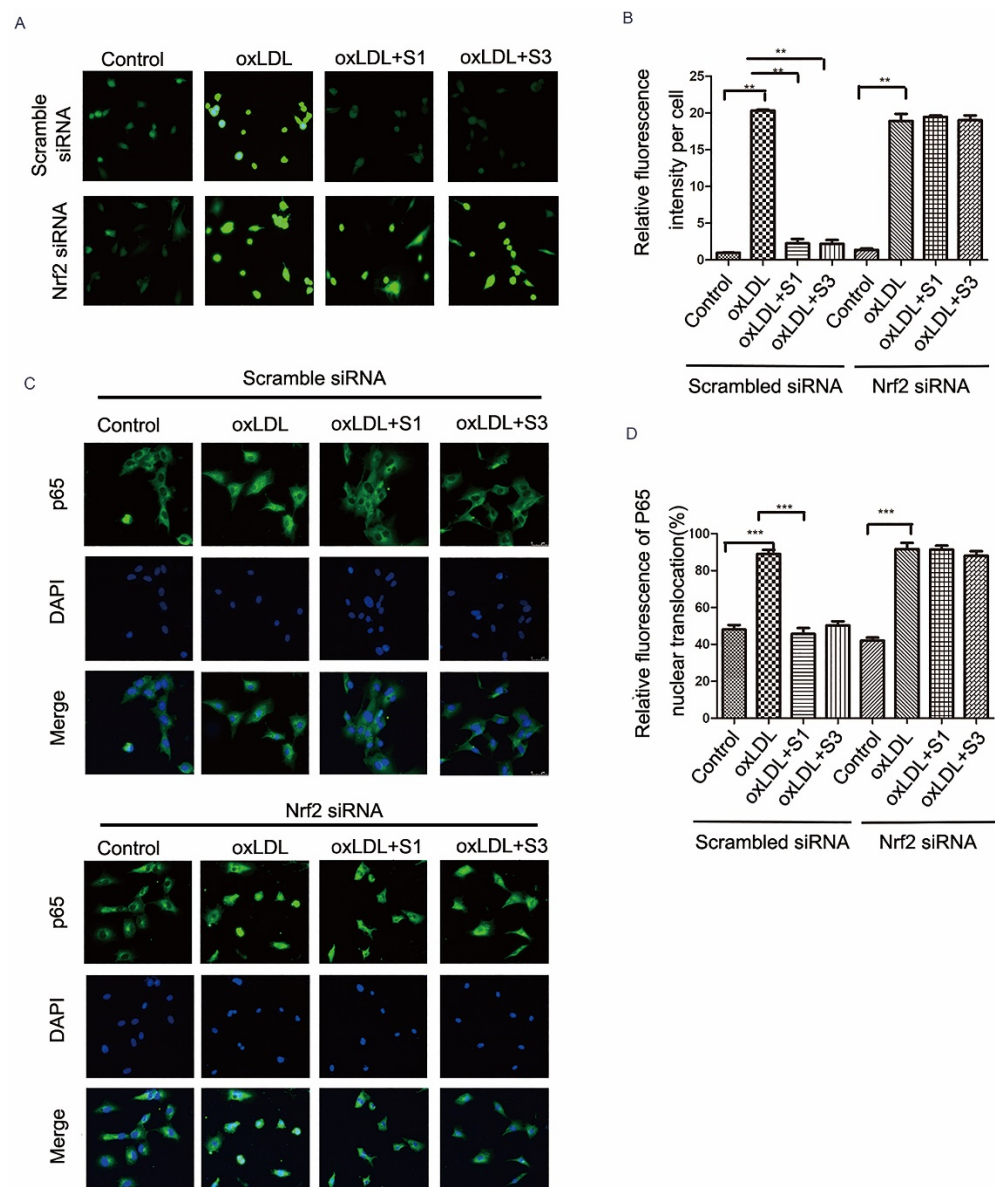 A
Control
oxLDL
oxLDL+S1
oxLDL+S3
Scramble
siRNA
Nrf2 siRNA
B
Relative fluorescence
intensity per cell
25
20
15
10
5
0
**
**
**
**
Control
oxLDL
oxLDL+S1
oxLDL+S3
Control
oxLDL
oxLDL+S1
oxLDL+S3
Scrambled siRNA
Nrf2 siRNA
C
Scramble siRNA
Control
oxLDL
oxLDL+S1
oxLDL+S3
p65
DAPI
Merge
Nrf2 siRNA
Control
oxLDL
oxLDL+S1
oxLDL+S3
p65
DAPI
Merge
D
Relative fluorescence of P65
nuclear translocation(%)
100
80
60
40
20
0
***
***
***
Control
oxLDL
oxLDL+S1
oxLDL+S3
Control
oxLDL
oxLDL+S1
oxLDL+S3
Scrambled siRNA
Nrf2 siRNA